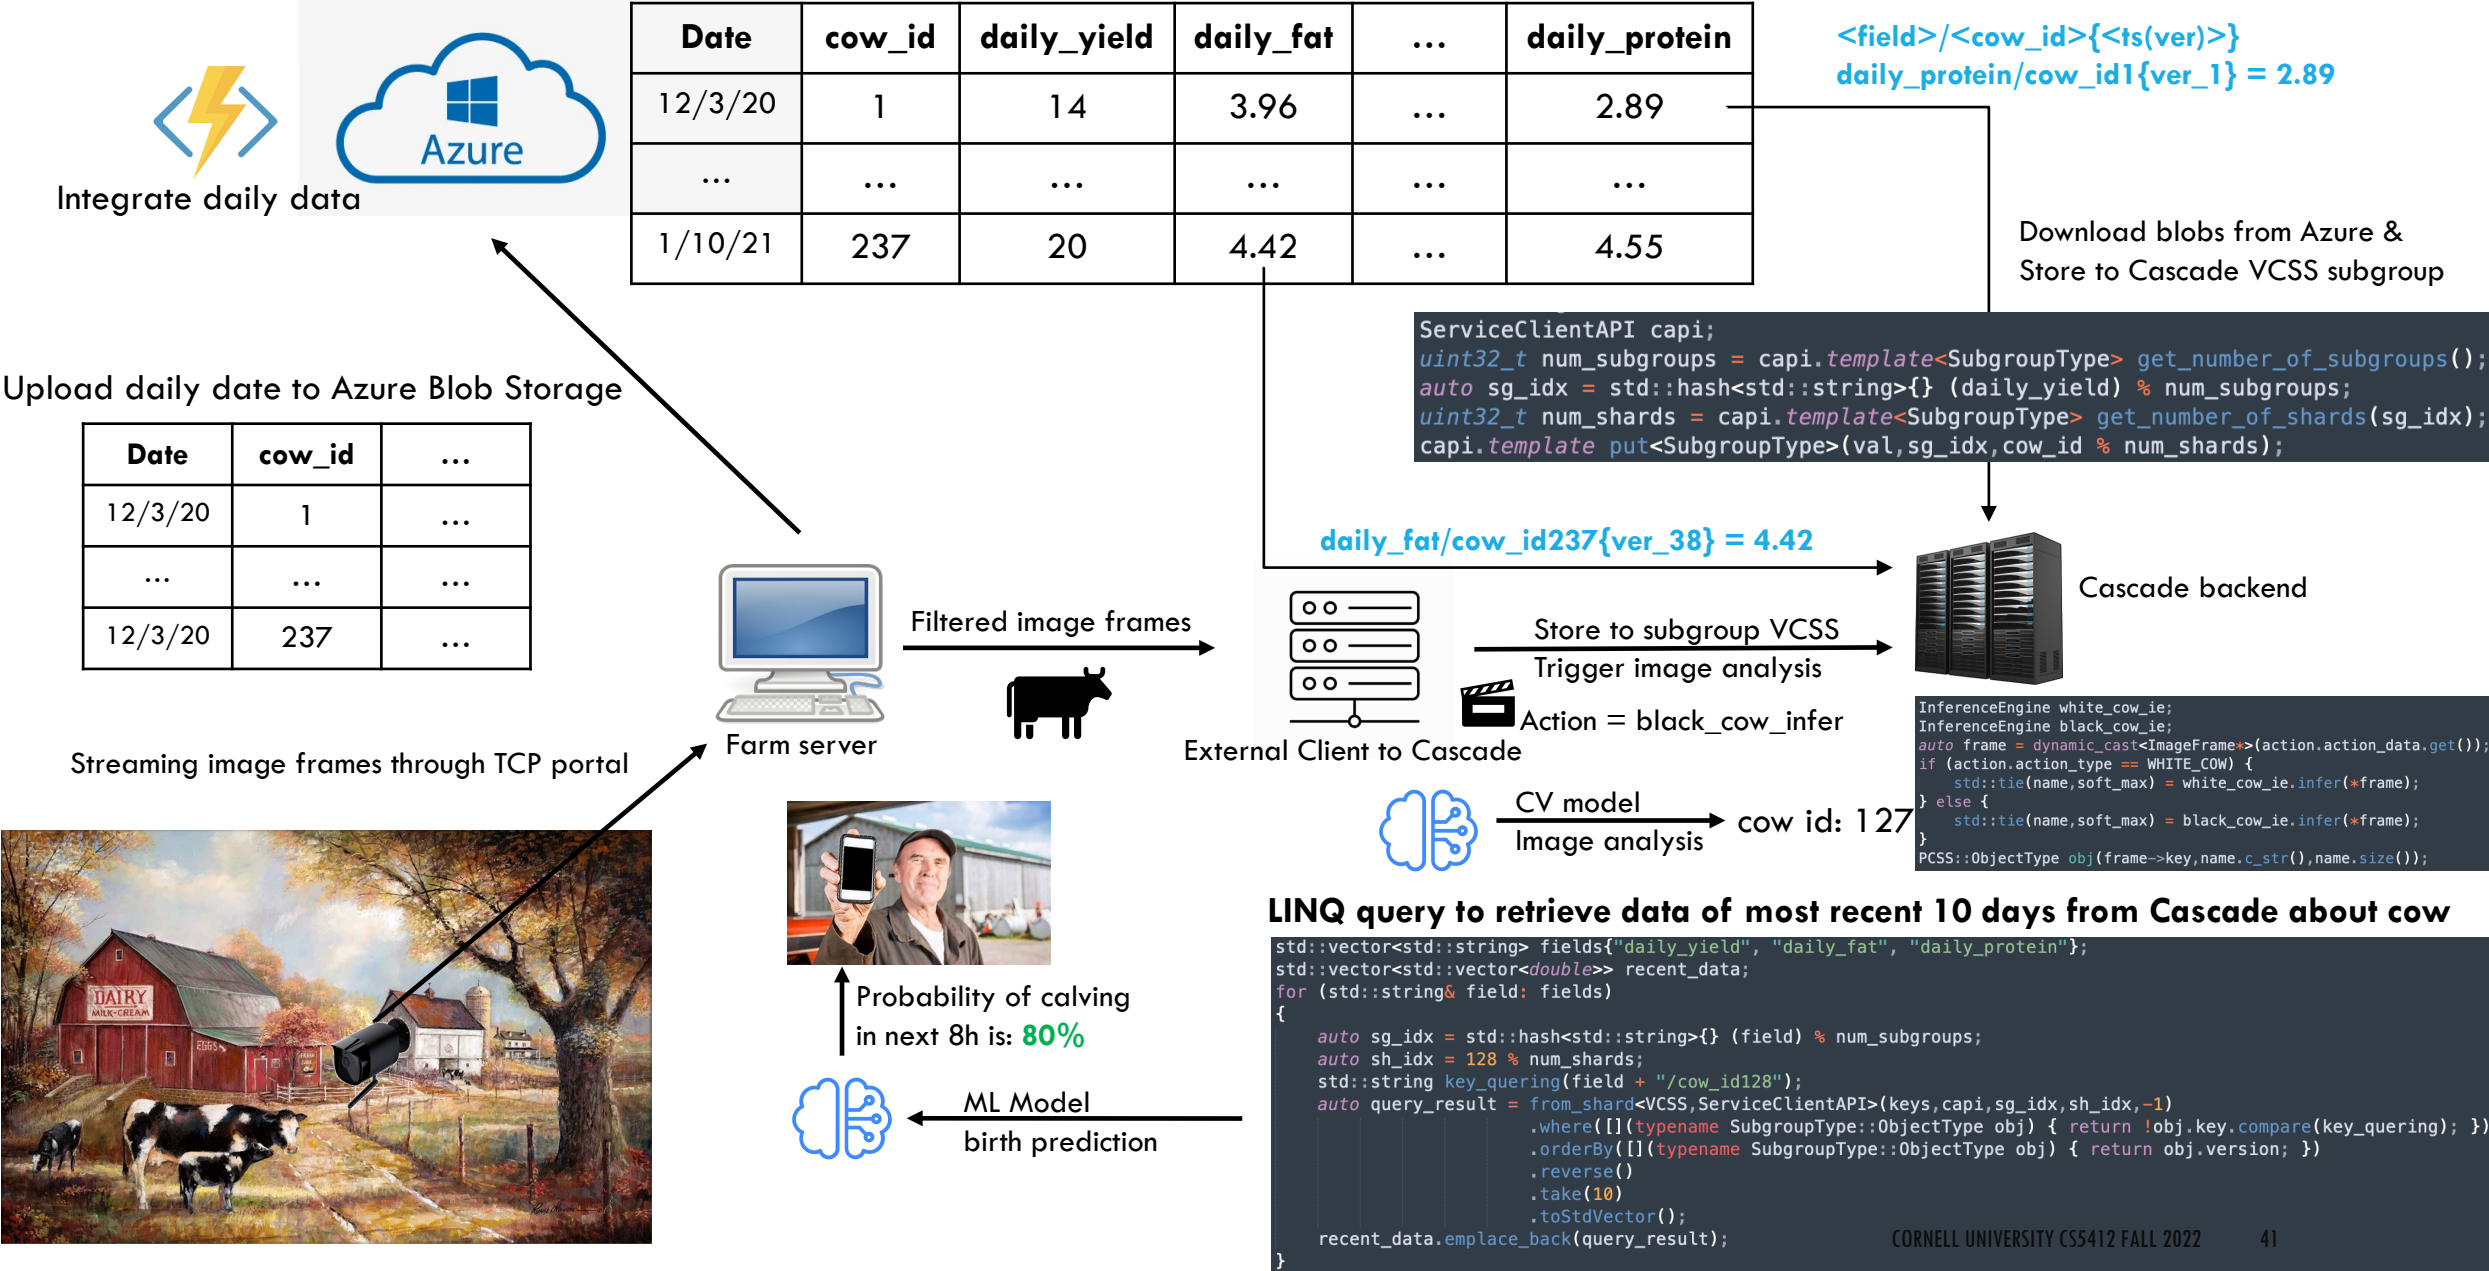 Date cow_id daily_yield daily_fat ... daily_protein
12/3/20 1 14 3.96 ... 2.89
... ... ... ... ... ...
1/10/21 237 20 4.42 ... 4.55
Azure
Integrate daily data
<field>/<cow_id>{<ts(ver)>}
daily_protein/cow_id1{ver_1} = 2.89
Download blobs from Azure &
Store to Cascade VCSS subgroup
ServiceClientAPI capi;
uint32_t num_subgroups = capi.template<SubgroupType> get_number_of_subgroups();
auto sg_idx = std::hash<std::string>{} (daily_yield) % num_subgroups;
uint32_t num_shards = capi.template<SubgroupType> get_number_of_shards(sg_idx);
capi.template put<SubgroupType>(val,sg_idx,cow_id % num_shards);
Upload daily date to Azure Blob Storage
Date cow_id ...
12/3/20 1 ...
... ... ...
12/3/20 237 ...
daily_fat/cow_id237{ver_38} = 4.42
Cascade backend
Filtered image frames
Store to subgroup VCSS
Trigger image analysis
Action = black_cow_infer
Farm server
External Client to Cascade
Streaming image frames through TCP portal
InferenceEngine white_cow_ie;
InferenceEngine black_cow_ie;
auto frame = dynamic_cast<ImageFrame*>(action.action_data.get());
if (action.action_type == WHITE_COW) {
std::tie(name,soft_max) = white_cow_ie.infer(*frame);
} else {
std::tie(name,soft_max) = black_cow_ie.infer(*frame);
}
PCSS::ObjectType obj(frame->key,name.c_str(),name.size());
CV model
Image analysis
cow id: 127
DAIRY
MILK-CREAM
EGGS
Probability of calving
in next 8h is: 80%
ML Model
birth prediction
LINQ query to retrieve data of most recent 10 days from Cascade about cow
std::vector<std::string> fields{"daily_yield", "daily_fat", "daily_protein"};
std::vector<std::vector<double>> recent_data;
for (std::string& field: fields)
{
auto sg_idx = std::hash<std::string>{} (field) % num_subgroups;
auto sh_idx = 128 % num_shards;
std::string key_quering(field + "/cow_id128");
auto query_result = from_shard<VCSS,ServiceClientAPI>(keys,capi,sg_idx,sh_idx,-1)
.where([](typename SubgroupType::ObjectType obj) { return !obj.key.compare(key_quering); })
.orderBy([](typename SubgroupType::ObjectType obj) { return obj.version; })
.reverse()
.take(10)
.toStdVector();
recent_data.emplace_back(query_result);
}
CORNELL UNIVERSITY CS5412 FALL 2022 41